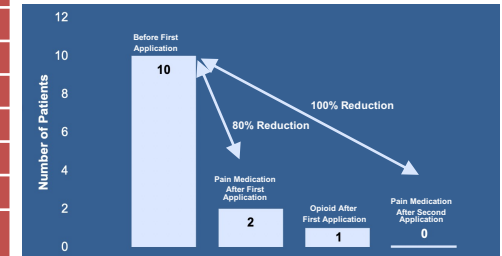 12
10
8
6
4
2
0
Number of Patients
Before First
Application
10
80% Reduction
100% Reduction
Pain Medication
After First
Application
2
Opioid After
First Application
1
Pain Medication
After Second
Application
0